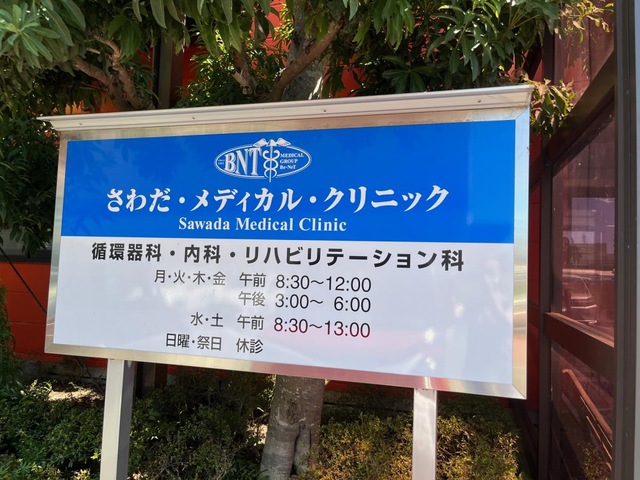 BNT MEDICAL
GROUP
Be-NeT
さわだ・メディカル・クリニック
Sawada Medical Clinic
循環器科・内科・リハビリテーション科
月・火・木・金 午前 8:30〜12:00
午後 3:00〜 6:00
水・土 午前 8:30〜13:00
日曜・祭日 休診